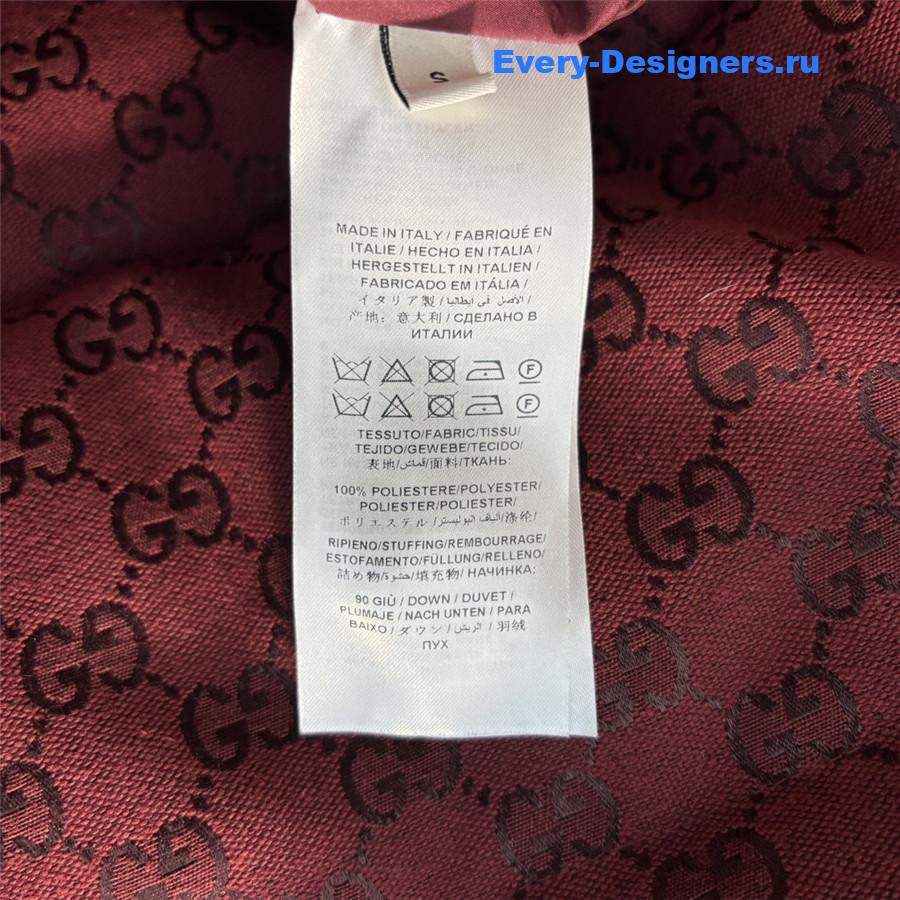 Every-Designers.ru
S
MADE IN ITALY / FABRIQUÉ EN
ITALIE / HECHO EN ITALIA /
HERGESTELLT IN ITALIEN /
FABRICADO EM ITÁLIA /
イタリア製 / الأصل في ايطاليا /
产地: 意大利 / СДЕЛАНО В
ИТАЛИИ
F
F
TESSUTO/FABRIC/TISSU/
TEJIDO/GEWEBE/TECIDO/
表地/قماش/面料/ТКАНЬ:
100% POLIESTERE/POLYESTER/
POLIESTER/POLIESTER/
ポリエステル/ألياف البوليستر/涤纶/
RIPIENO/STUFFING/REMBOURRAGE/
ESTOFAMENTO/FÜLLUNG/RELLENO/
詰め物/حشوة/填充物/ НАЧИНКА:
90 GIÙ / DOWN / DUVET /
PLUMAJE / NACH UNTEN / PARA
BAIXO / ダウン / الريش / 羽绒
ПУХ